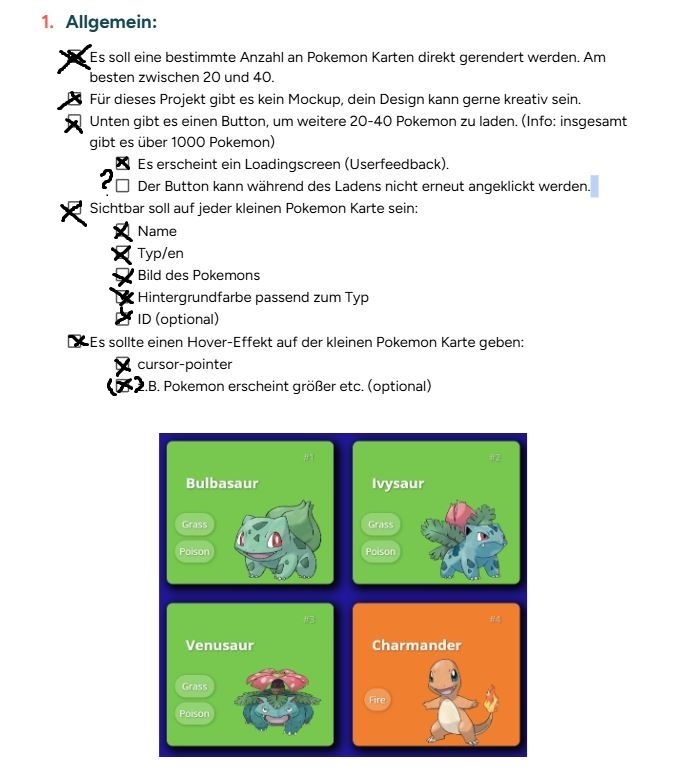 1. Allgemein:
Es soll eine bestimmte Anzahl an Pokemon Karten direkt gerendert werden. Am
besten zwischen 20 und 40.
Für dieses Projekt gibt es kein Mockup, dein Design kann gerne kreativ sein.
Unten gibt es einen Button, um weitere 20-40 Pokemon zu laden. (Info: insgesamt
gibt es über 1000 Pokemon)
Es erscheint ein Loadingscreen (Userfeedback).
? Der Button kann während des Ladens nicht erneut angeklickt werden.
Sichtbar soll auf jeder kleinen Pokemon Karte sein:
Name
Typ/en
Bild des Pokemons
Hintergrundfarbe passend zum Typ
ID (optional)
Es sollte einen Hover-Effekt auf der kleinen Pokemon Karte geben:
cursor-pointer
.B. Pokemon erscheint größer etc. (optional)
#1 #2
Bulbasaur Ivysaur
Grass Grass
Poison Poison
#3 #4
Venusaur Charmander
Grass
Fire
Poison